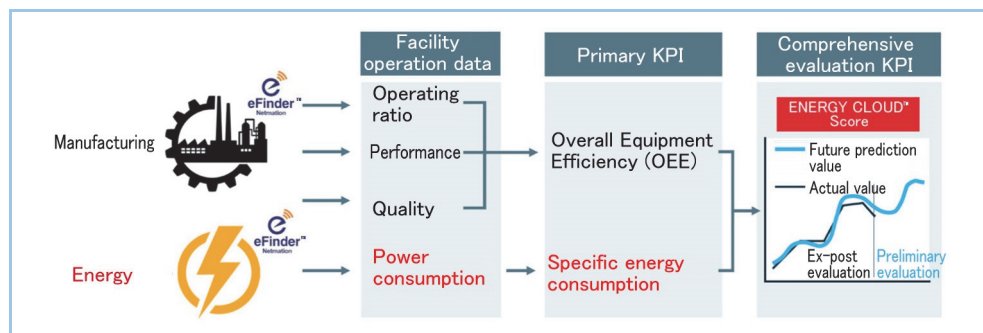 Facility
operation data
Primary KPI
Comprehensive
evaluation KPI
Manufacturing
eFinder™
Netmation
Operating
ratio
Performance
Quality
Overall Equipment
Efficiency (OEE)
ENERGY CLOUD™
Score
Future prediction
value
Actual value
Ex-post
evaluation
Preliminary
evaluation
Energy
eFinder™
Netmation
Power
consumption
Specific energy
consumption